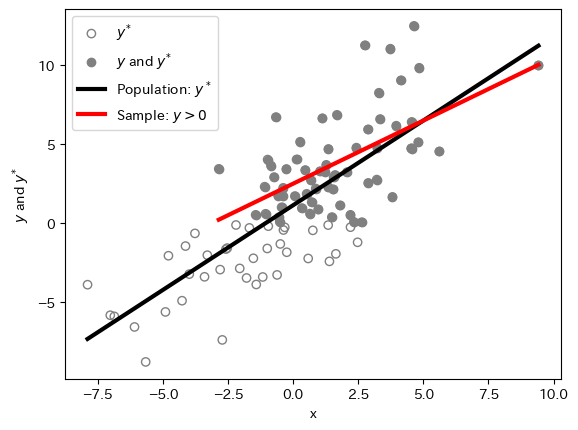 y*
y and y*
Population: y*
Sample: y > 0
10
5
0
−5
y and y*
−7.5 −5.0 −2.5 0.0 2.5 5.0 7.5 10.0
x